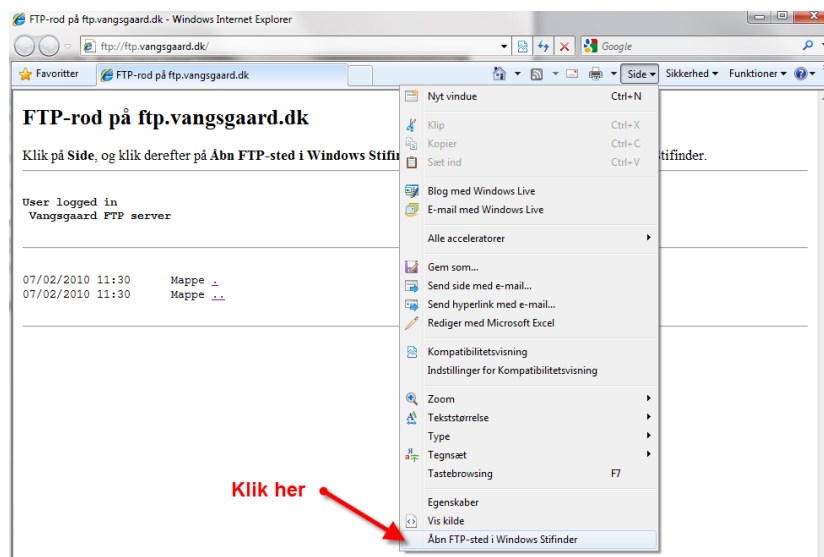 FTP-rod på ftp.vangsgaard.dk - Windows Internet Explorer
ftp://ftp.vangsgaard.dk/
Google
Favoritter
FTP-rod på ftp.vangsgaard.dk
Side
Sikkerhed
Funktioner
FTP-rod på ftp.vangsgaard.dk
Klik på Side, og klik derefter på Åbn FTP-sted i Windows Stifin
tifinder.
User logged in
Vangsgaard FTP server
07/02/2010 11:30 Mappe .
07/02/2010 11:30 Mappe ..
Nyt vindue Ctrl+N
Klip Ctrl+X
Kopier Ctrl+C
Sæt ind Ctrl+V
Blog med Windows Live
E-mail med Windows Live
Alle acceleratorer
Gem som...
Send side med e-mail...
Send hyperlink med e-mail...
Rediger med Microsoft Excel
Kompatibilitetsvisning
Indstillinger for Kompatibilitetsvisning
Zoom
Tekststørrelse
Type
Tegnsæt
Tastebrowsing F7
Egenskaber
Vis kilde
Åbn FTP-sted i Windows Stifinder
Klik her